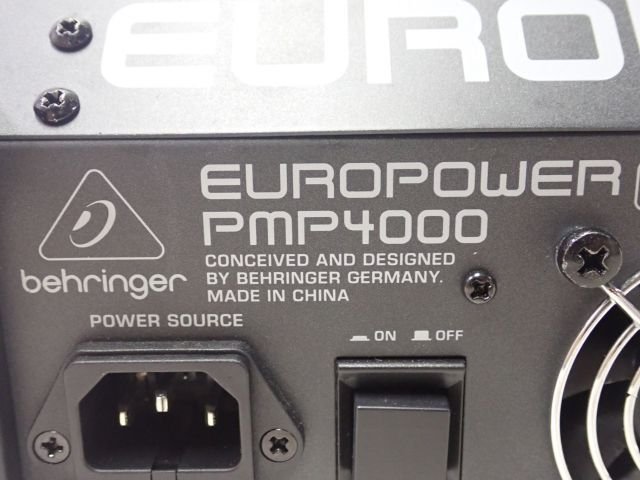 EURO
EUROPOWER
PMP4000
CONCEIVED AND DESIGNED
BY BEHRINGER GERMANY.
MADE IN CHINA
behringer
POWER SOURCE
ON OFF